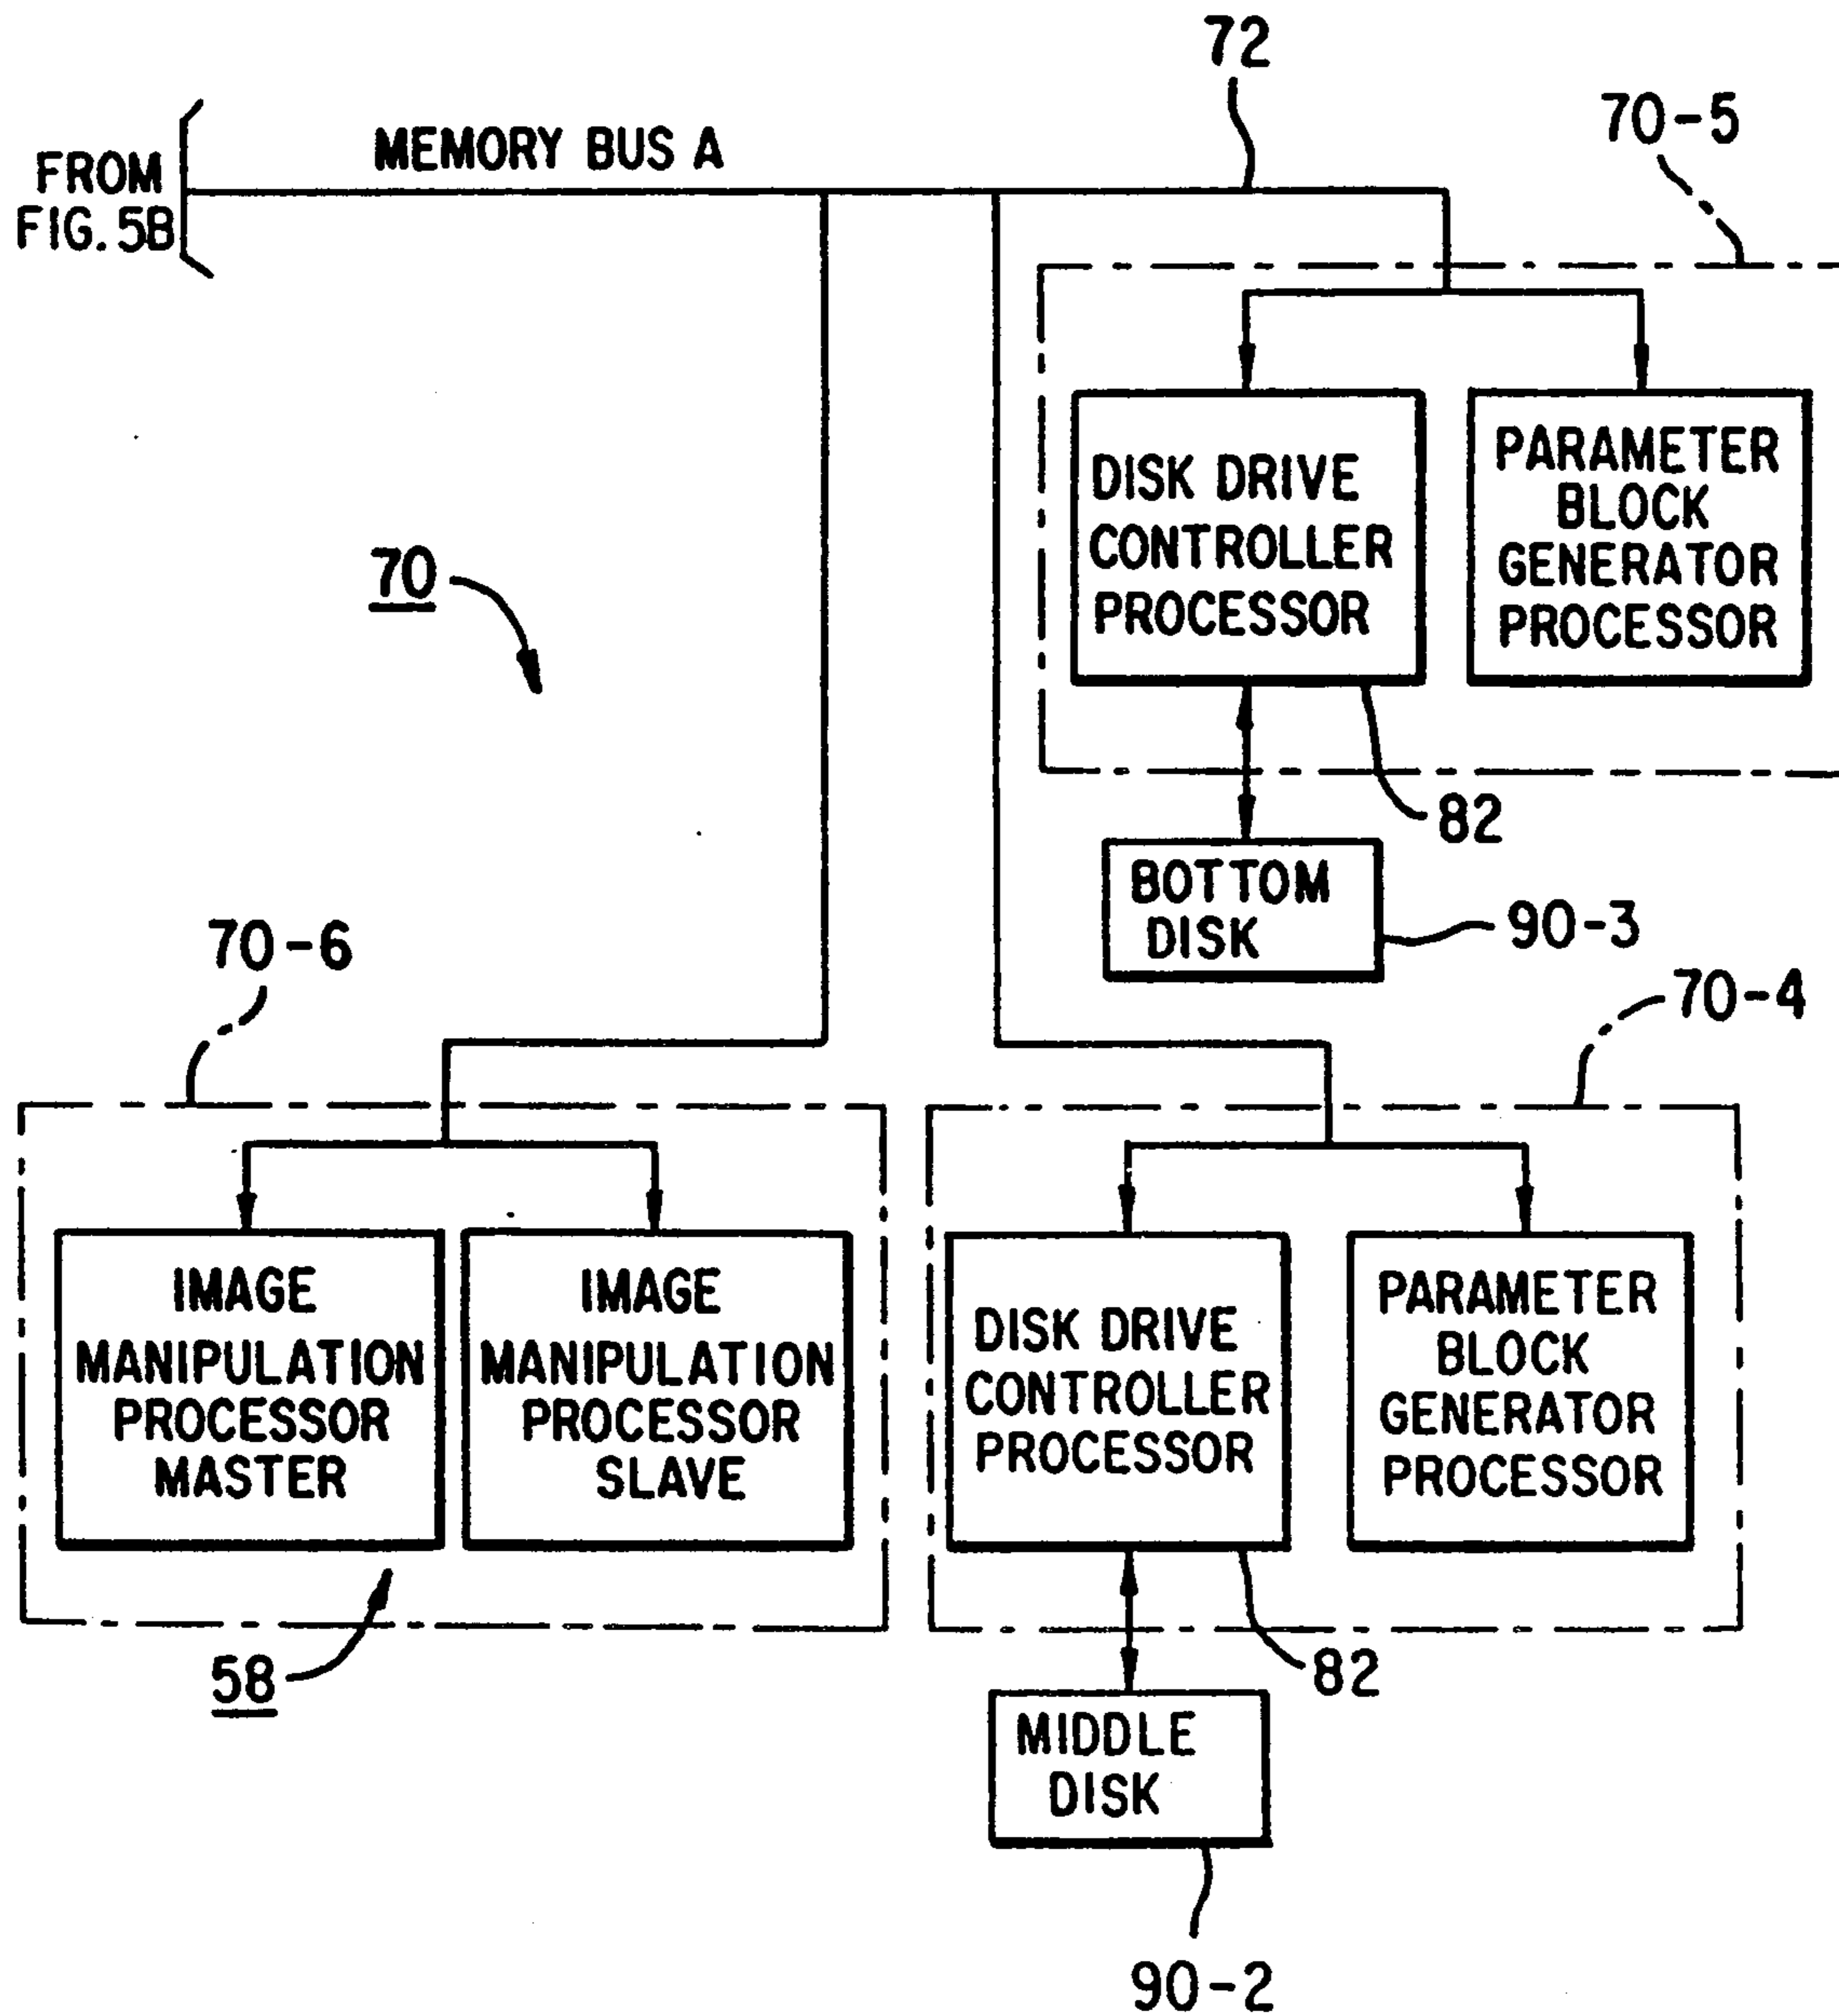 72
70-5
FROM
FIG. 5B
MEMORY BUS A
70
DISK DRIVE
CONTROLLER
PROCESSOR
PARAMETER
BLOCK
GENERATOR
PROCESSOR
82
BOTTOM
DISK
90-3
70-6
70-4
IMAGE
MANIPULATION
PROCESSOR
MASTER
IMAGE
MANIPULATION
PROCESSOR
SLAVE
DISK DRIVE
CONTROLLER
PROCESSOR
PARAMETER
BLOCK
GENERATOR
PROCESSOR
58
82
MIDDLE
DISK
90-2